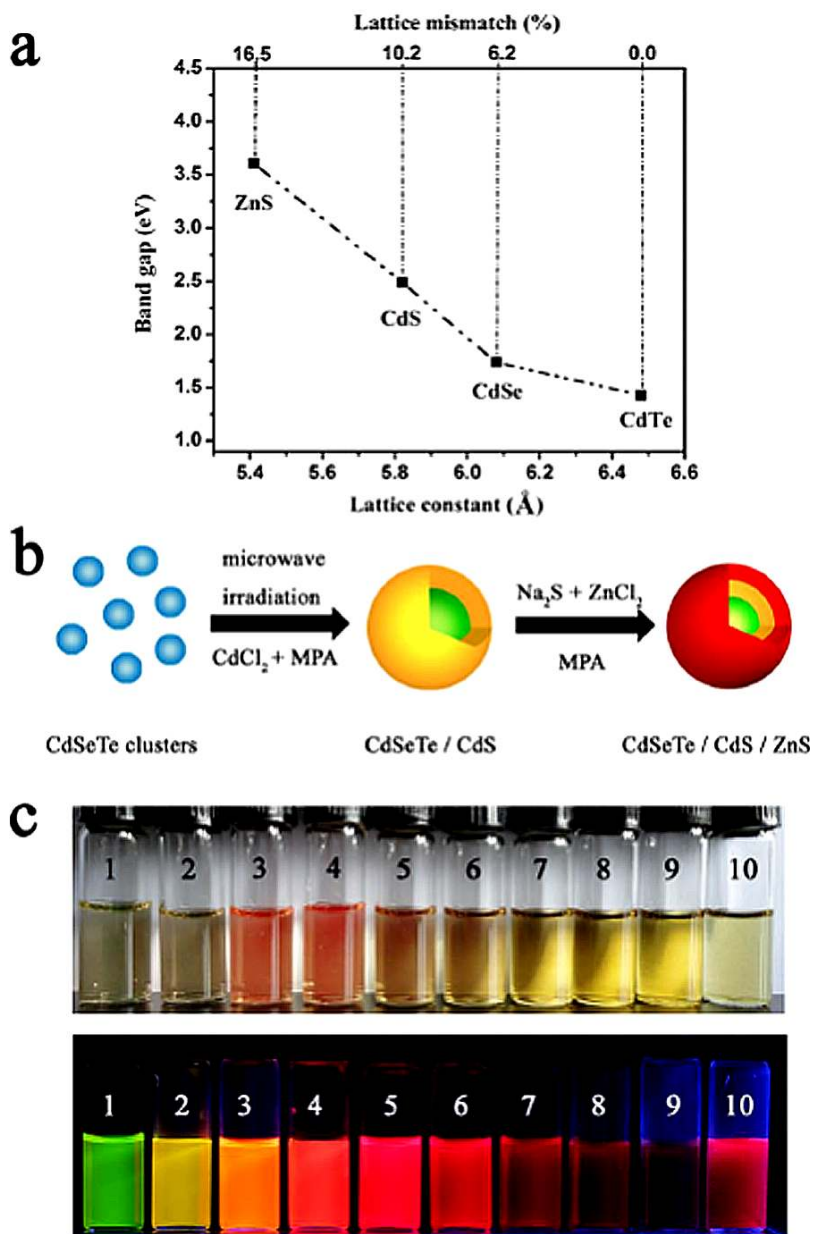 a
Lattice mismatch (%)
16.5 10.2 6.2 0.0
4.5
4.0
3.5
3.0
2.5
2.0
1.5
1.0
Band gap (eV)
ZnS
CdS
CdSe
CdTe
5.4 5.6 5.8 6.0 6.2 6.4 6.6
Lattice constant (Å)
b
microwave
irradiation
CdCl₂ + MPA
Na₂S + ZnCl₂
MPA
CdSeTe clusters
CdSeTe / CdS
CdSeTe / CdS / ZnS
c
1 2 3 4 5 6 7 8 9 10
1 2 3 4 5 6 7 8 9 10